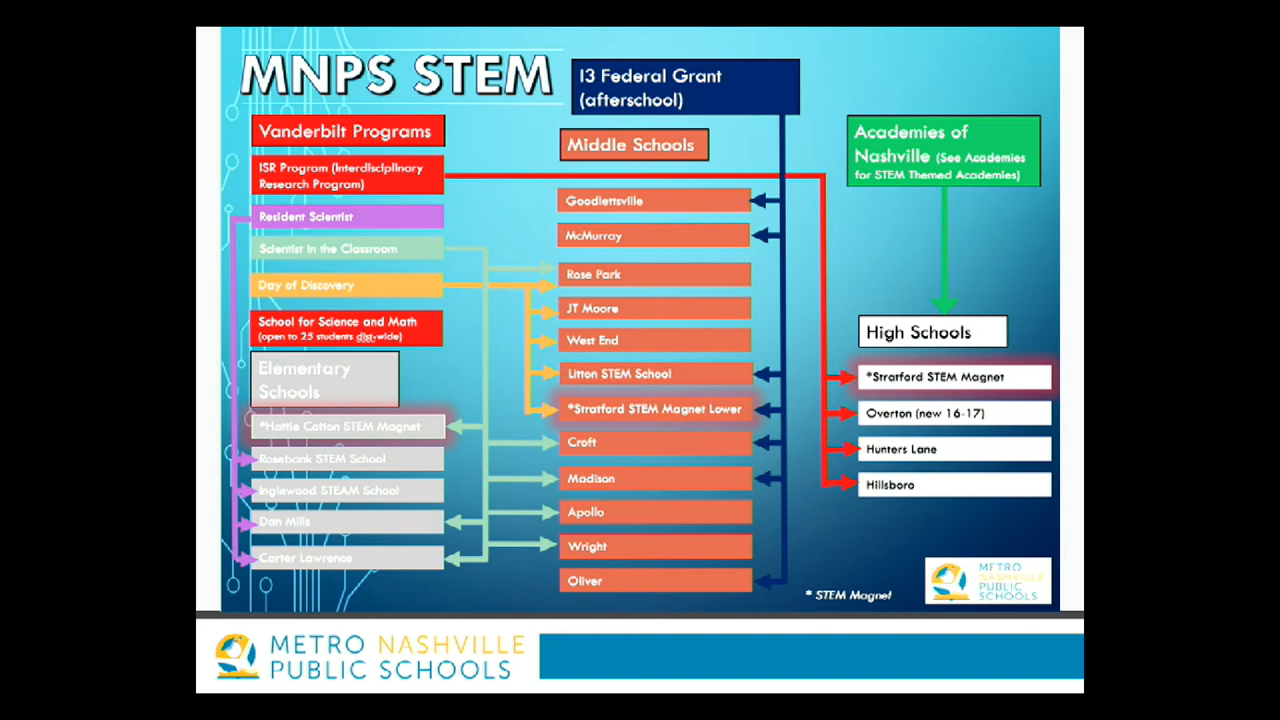 MNPS STEM
I3 Federal Grant
(afterschool)
Vanderbilt Programs
ISR Program (Interdisciplinary
Research Program)
Resident Scientist
Scientist in the Classroom
Day of Discovery
School for Science and Math
(open to 25 students dist-wide)
Elementary
Schools
*Hattie Cotton STEM Magnet
Rosebank STEM School
Inglewood STEAM School
Dan Mills
Carter Lawrence
Middle Schools
Goodlettsville
McMurray
Rose Park
JT Moore
West End
Litton STEM School
*Stratford STEM Magnet Lower
Croft
Madison
Apollo
Wright
Oliver
Academies of
Nashville (See Academies
for STEM Themed Academies)
High Schools
*Stratford STEM Magnet
Overton (new 16-17)
Hunters Lane
Hillsboro
* STEM Magnet
METRO
NASHVILLE
PUBLIC
SCHOOLS
METRO NASHVILLE
PUBLIC SCHOOLS